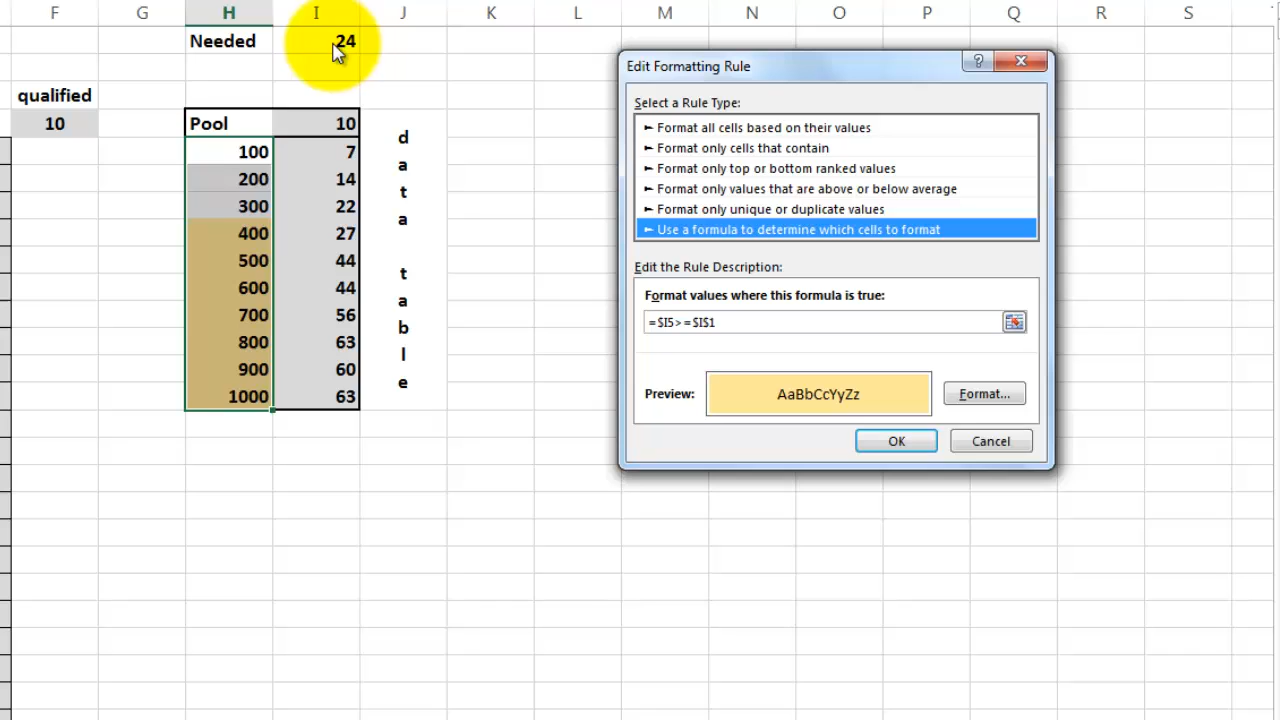 F G H I J K L M N O P Q R S
Needed 24
qualified
10 Pool 10
100 7
200 14
300 22
400 27
500 44
600 44
700 56
800 63
900 60
1000 63
d
a
t
a
t
a
b
l
e
Edit Formatting Rule
?
Select a Rule Type:
► Format all cells based on their values
► Format only cells that contain
► Format only top or bottom ranked values
► Format only values that are above or below average
► Format only unique or duplicate values
► Use a formula to determine which cells to format
Edit the Rule Description:
Format values where this formula is true:
=$I5>=$I$1
Preview: AaBbCcYyZz Format...
OK Cancel